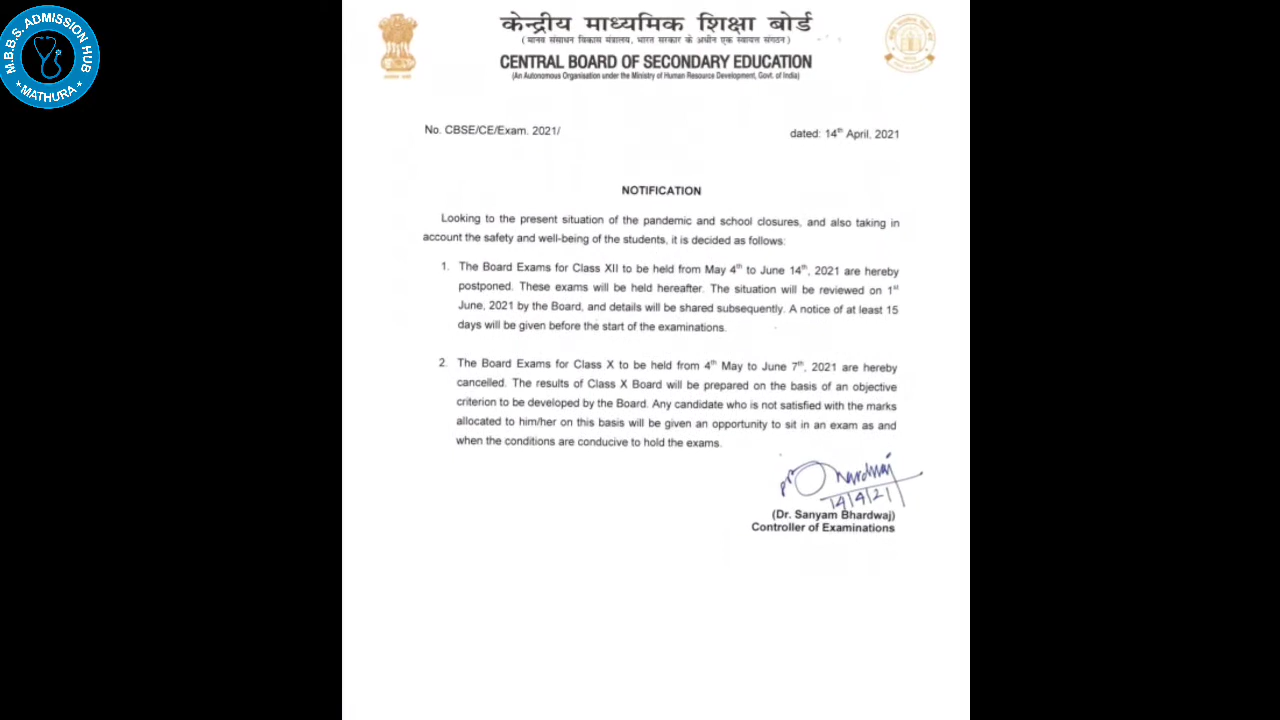 M.B.B.S. ADMISSION HUB
MATHURA
केन्द्रीय माध्यमिक शिक्षा बोर्ड
(मानव संसाधन विकास मंत्रालय, भारत सरकार के अधीन एक स्वायत्त संगठन)
CENTRAL BOARD OF SECONDARY EDUCATION
(An Autonomous Organisation under the Ministry of Human Resource Development, Govt. of India)
No. CBSE/CE/Exam. 2021/
dated: 14th April, 2021
NOTIFICATION
Looking to the present situation of the pandemic and school closures, and also taking in
account the safety and well-being of the students, it is decided as follows:
1. The Board Exams for Class XII to be held from May 4th to June 14th, 2021 are hereby
postponed. These exams will be held hereafter. The situation will be reviewed on 1st
June, 2021 by the Board, and details will be shared subsequently. A notice of at least 15
days will be given before the start of the examinations.
2. The Board Exams for Class X to be held from 4th May to June 7th, 2021 are hereby
cancelled. The results of Class X Board will be prepared on the basis of an objective
criterion to be developed by the Board. Any candidate who is not satisfied with the marks
allocated to him/her on this basis will be given an opportunity to sit in an exam as and
when the conditions are conducive to hold the exams.
14/4/21
(Dr. Sanyam Bhardwaj)
Controller of Examinations